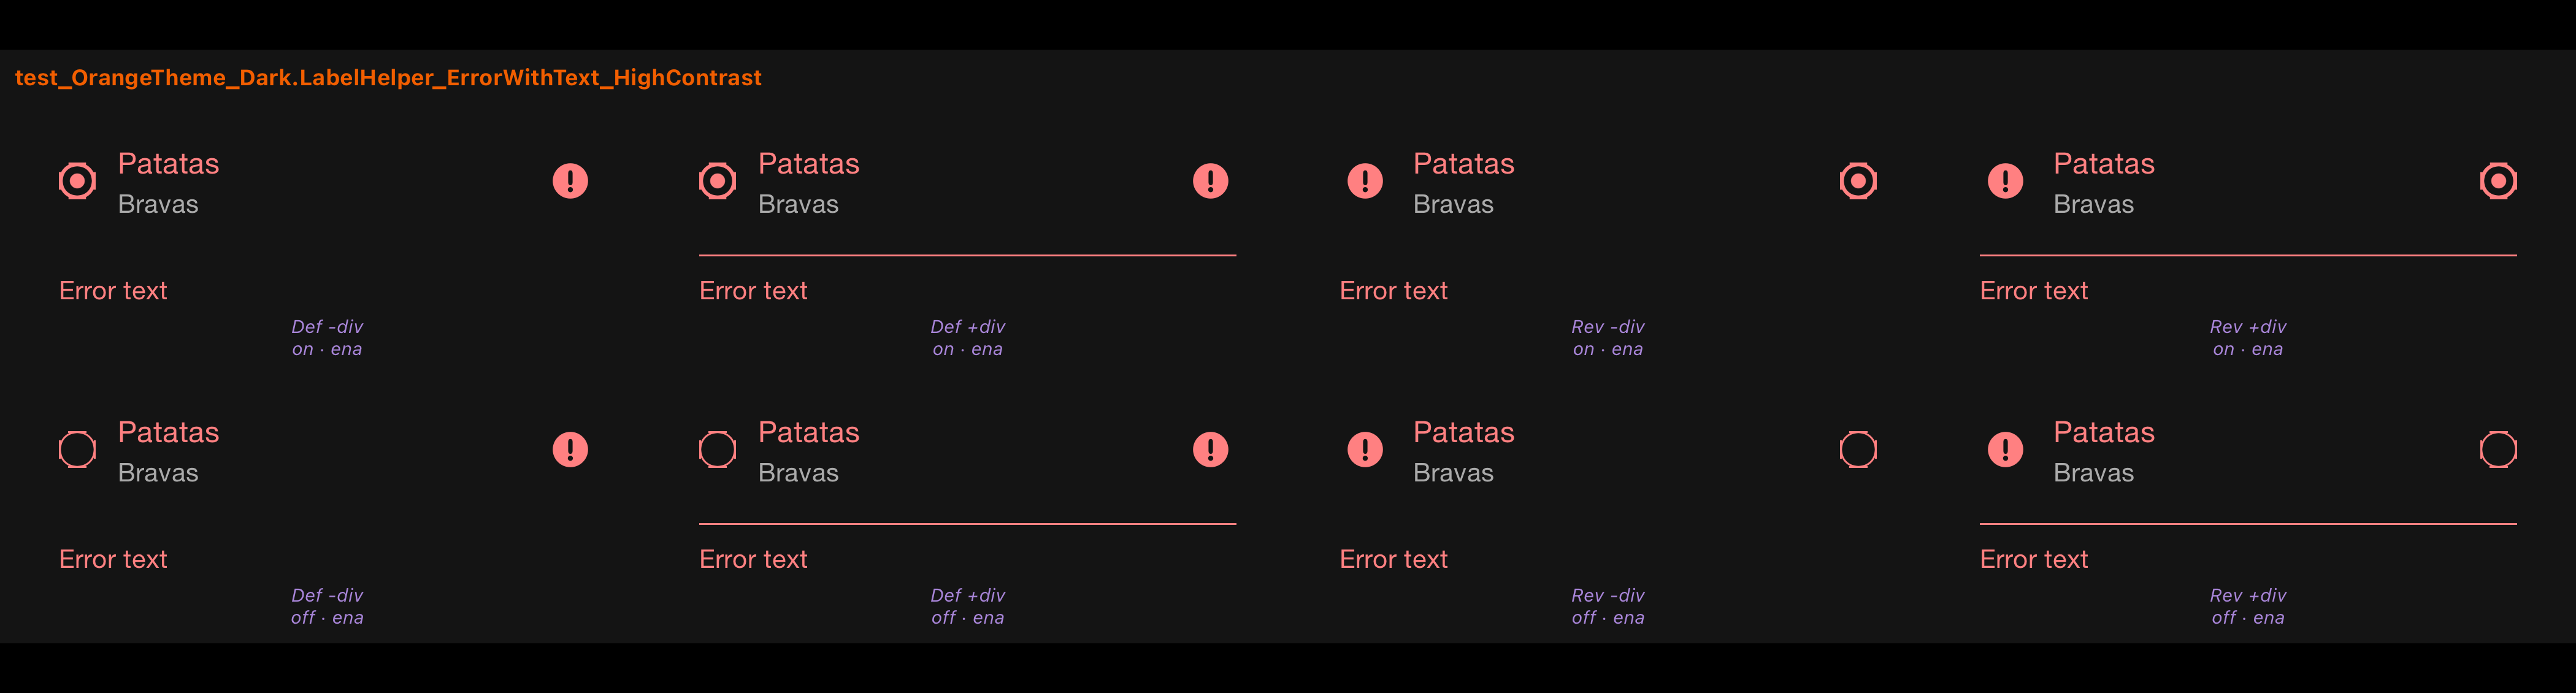 test_OrangeTheme_Dark.LabelHelper_ErrorWithText_HighContrast
Patatas
Bravas
Error text
Def -div
on · ena
Patatas
Bravas
Error text
Def +div
on · ena
Patatas
Bravas
Error text
Rev -div
on · ena
Patatas
Bravas
Error text
Rev +div
on · ena
Patatas
Bravas
Error text
Def -div
off · ena
Patatas
Bravas
Error text
Def +div
off · ena
Patatas
Bravas
Error text
Rev -div
off · ena
Patatas
Bravas
Error text
Rev +div
off · ena